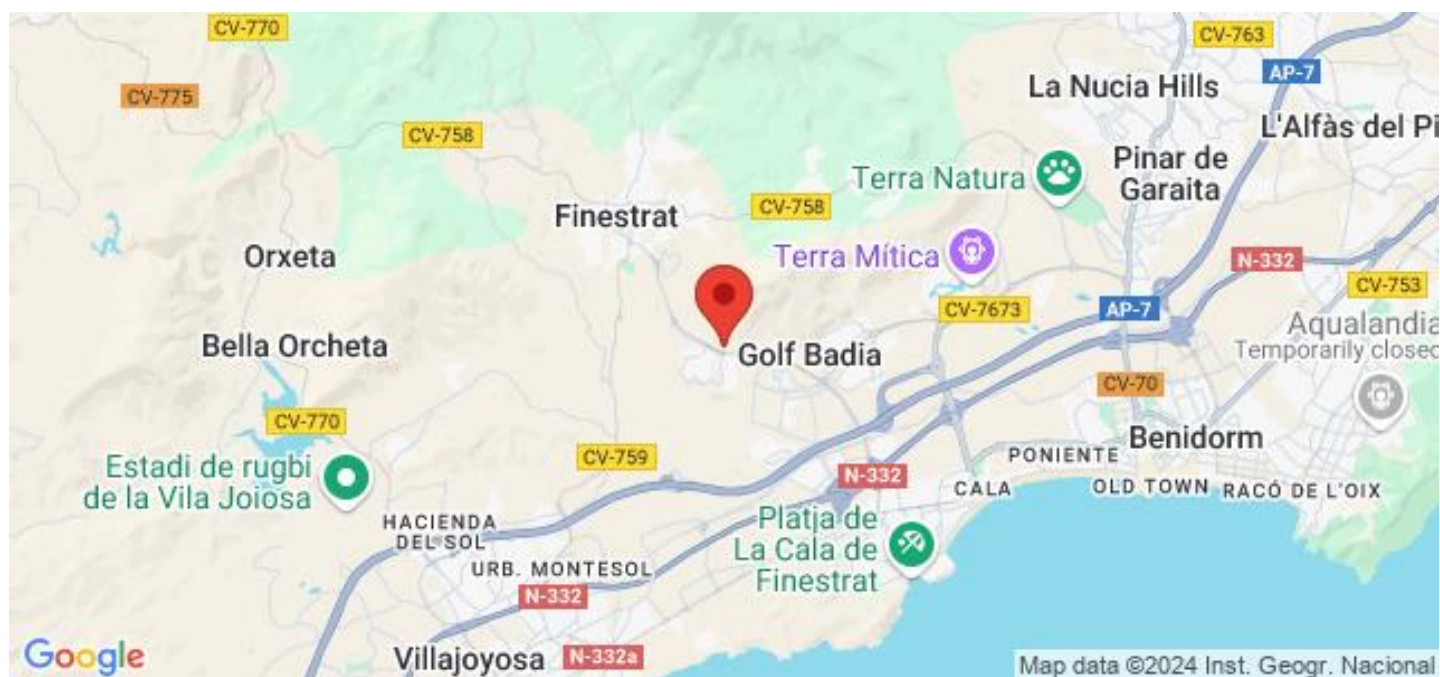 CV-770
CV-763
AP-7
La Nucia Hills
CV-775
L'Alfàs del Pi
CV-758
Pinar de
Garaita
Terra Natura
Finestrat
CV-758
Orxeta
Terra Mítica
N-332
CV-753
CV-7673
AP-7
Aqualandia
Temporarily closed
Bella Orcheta
Golf Badia
CV-70
CV-770
Benidorm
PONIENTE
CV-759
Estadi de rugbi
de la Vila Joiosa
N-332
CALA
OLD TOWN
RACÓ DE L'OIX
HACIENDA
DEL SOL
Platja de
La Cala de
Finestrat
URB. MONTESOL
N-332
Villajoyosa
N-332a
Google
Map data ©2024 Inst. Geogr. Nacional